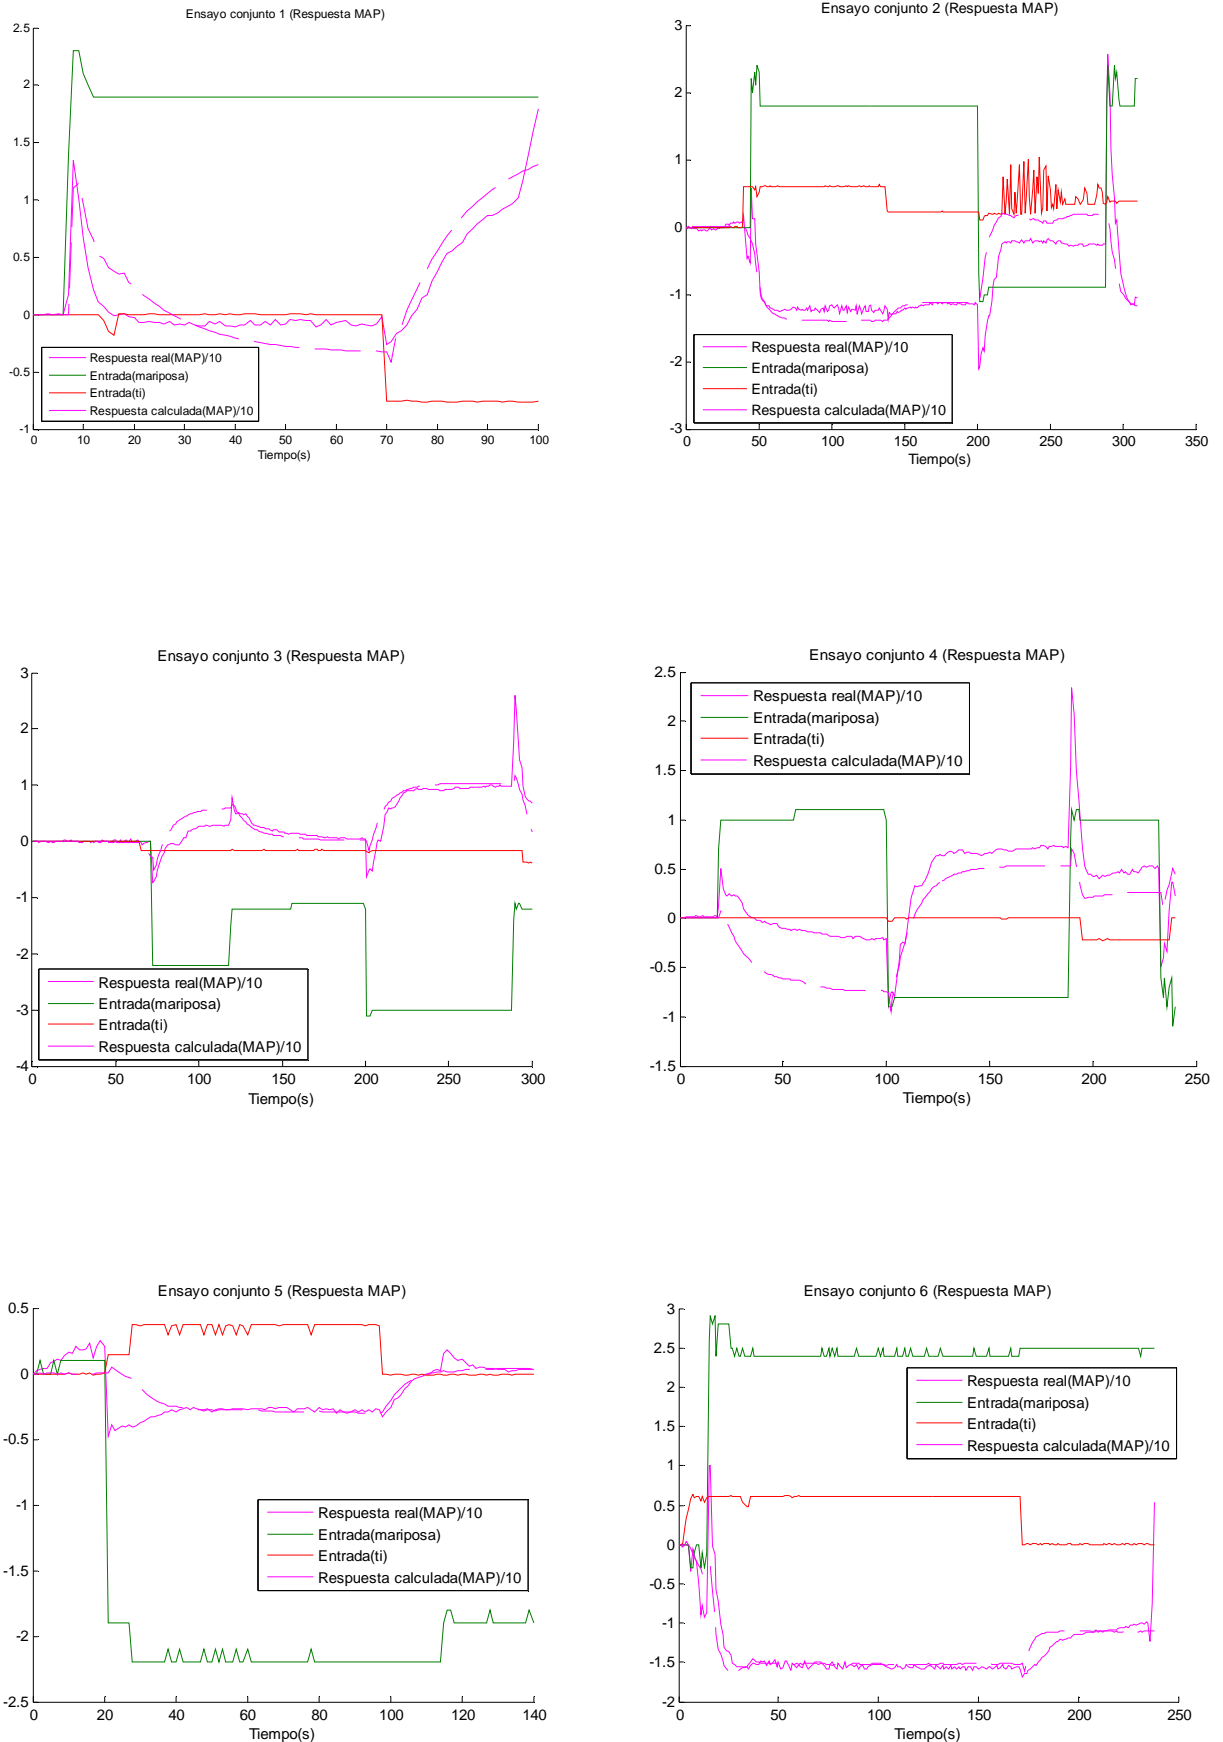 Ensayo conjunto 1 (Respuesta MAP)
2.5
2
1.5
1
0.5
0
-0.5
-1
Respuesta real(MAP)/10
Entrada(mariposa)
Entrada(ti)
Respuesta calculada(MAP)/10
0 10 20 30 40 50 60 70 80 90 100
Tiempo(s)
Ensayo conjunto 2 (Respuesta MAP)
3
2
1
0
-1
-2
-3
Respuesta real(MAP)/10
Entrada(mariposa)
Entrada(ti)
Respuesta calculada(MAP)/10
0 50 100 150 200 250 300 350
Tiempo(s)
Ensayo conjunto 3 (Respuesta MAP)
3
2
1
0
-1
-2
-3
-4
Respuesta real(MAP)/10
Entrada(mariposa)
Entrada(ti)
Respuesta calculada(MAP)/10
0 50 100 150 200 250 300
Tiempo(s)
Ensayo conjunto 4 (Respuesta MAP)
2.5
2
1.5
1
0.5
0
-0.5
-1
-1.5
Respuesta real(MAP)/10
Entrada(mariposa)
Entrada(ti)
Respuesta calculada(MAP)/10
0 50 100 150 200 250
Tiempo(s)
Ensayo conjunto 5 (Respuesta MAP)
0.5
0
-0.5
-1
-1.5
-2
-2.5
Respuesta real(MAP)/10
Entrada(mariposa)
Entrada(ti)
Respuesta calculada(MAP)/10
0 20 40 60 80 100 120 140
Tiempo(s)
Ensayo conjunto 6 (Respuesta MAP)
3
2.5
2
1.5
1
0.5
0
-0.5
-1
-1.5
-2
Respuesta real(MAP)/10
Entrada(mariposa)
Entrada(ti)
Respuesta calculada(MAP)/10
0 50 100 150 200 250
Tiempo(s)